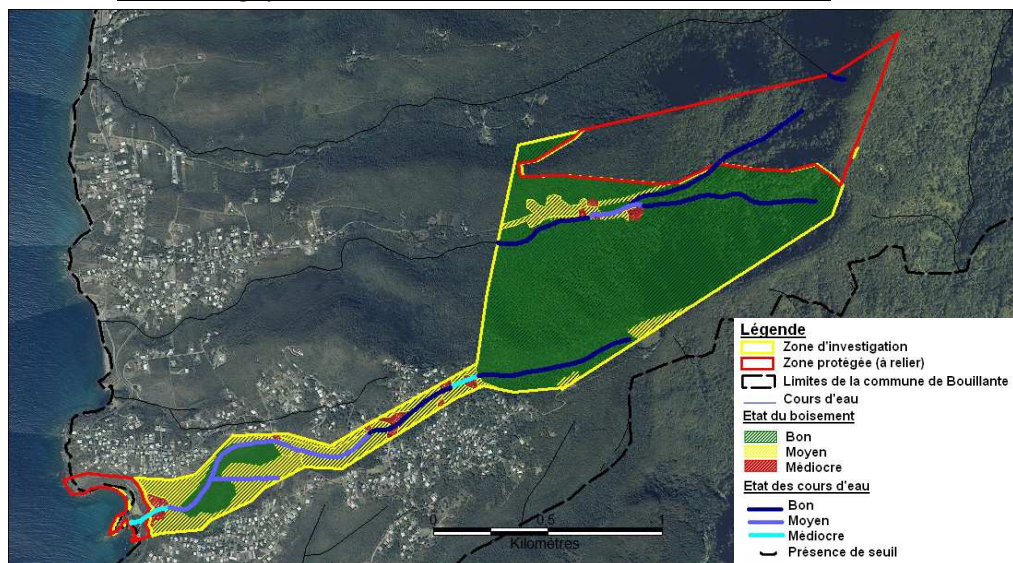 0 0.5 1
Kilomètres
Légende
Zone d'investigation
Zone protégée (à relier)
Limites de la commune de Bouillante
Cours d'eau
Etat du boisement
Bon
Moyen
Médiocre
Etat des cours d'eau
Bon
Moyen
Médiocre
Présence de seuil